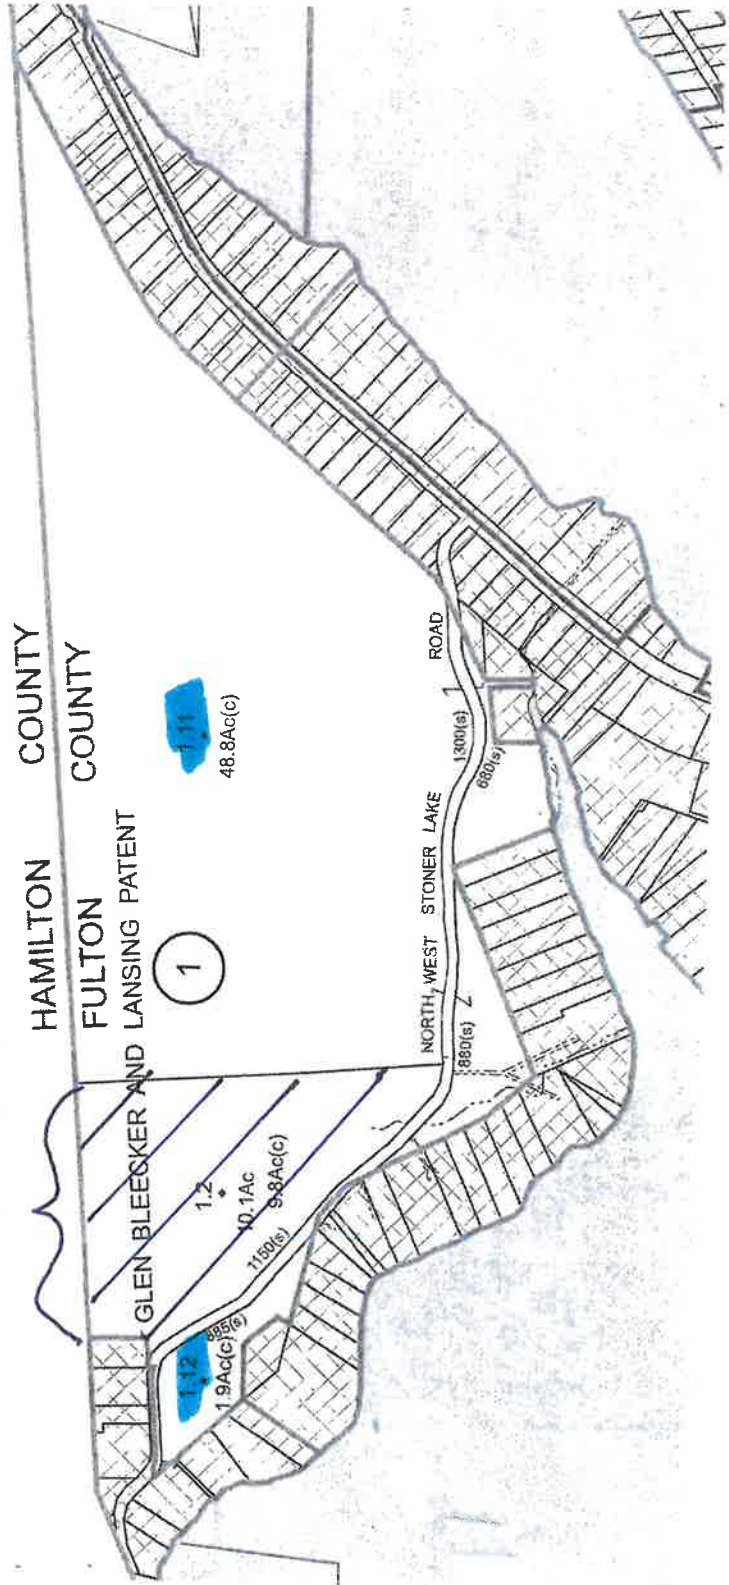 HAMILTON COUNTY
FULTON COUNTY
GLEN BLEECKER AND LANSING PATENT
1
1.11
48.8Ac(c)
1.2
10.1Ac
9.8Ac(c)
1150(s)
885(s)
1.12
1.9Ac(c)
NORTH WEST STONER LAKE ROAD
880(s)
1300(s)
680(s)